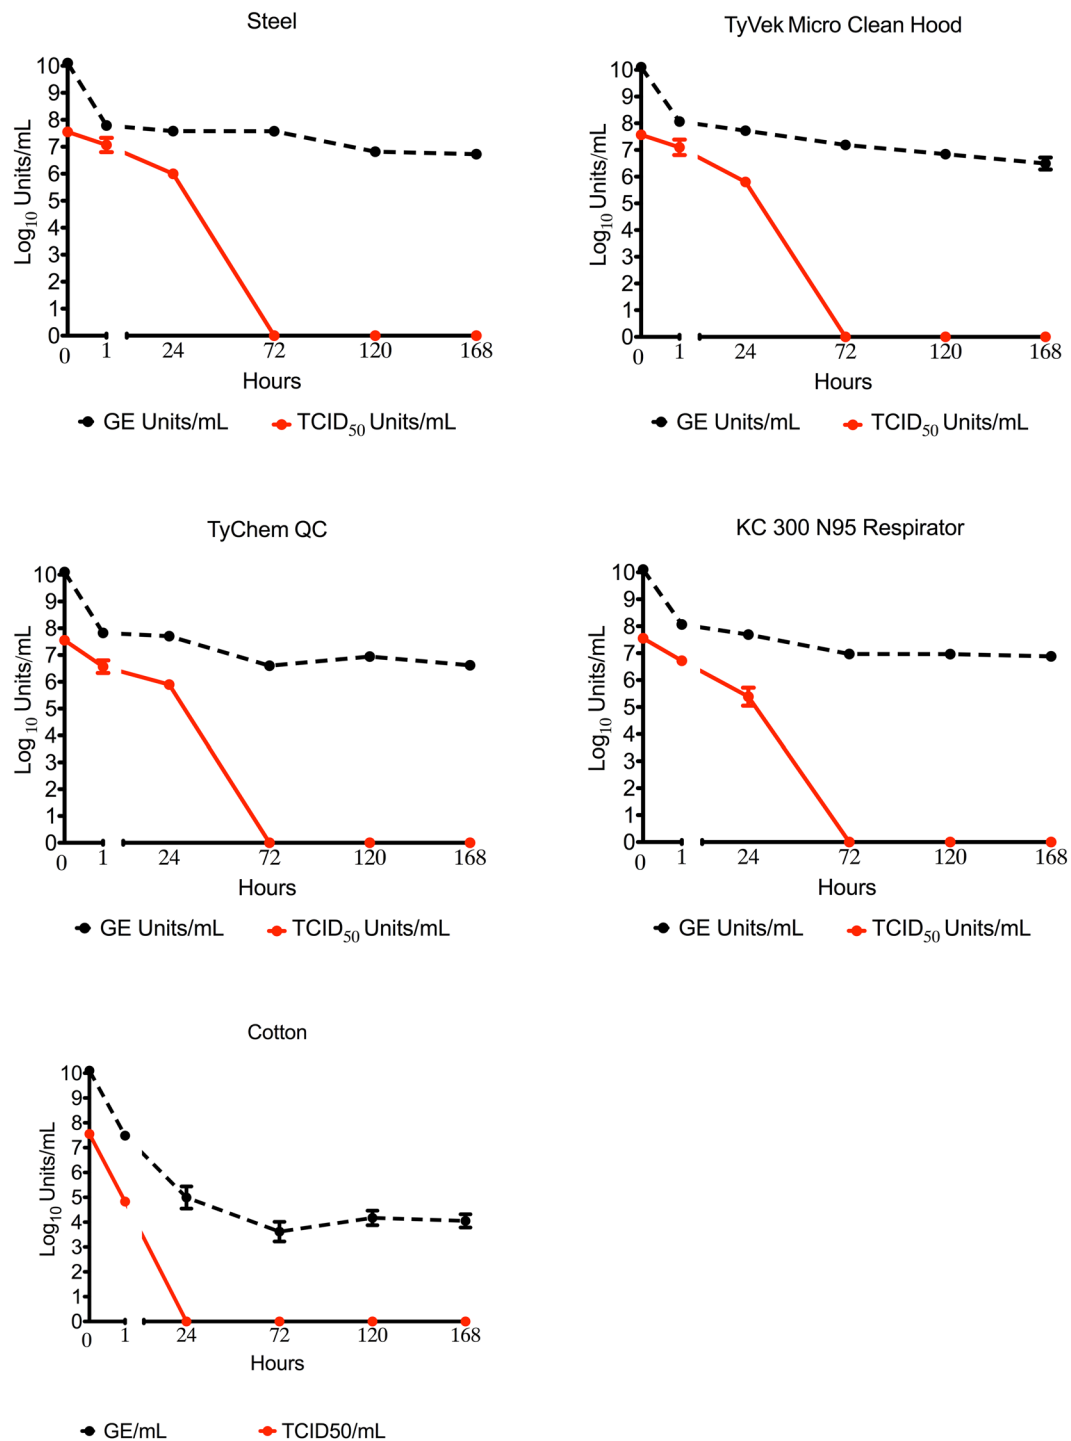 Steel
Log10 Units/mL
10
9
8
7
6
5
4
3
2
1
0
0 1 24 72 120 168
Hours
GE Units/mL TCID50 Units/mL
TyVek Micro Clean Hood
Log10 Units/mL
10
9
8
7
6
5
4
3
2
1
0
0 1 24 72 120 168
Hours
GE Units/mL TCID50 Units/mL
TyChem QC
Log10 Units/mL
10
9
8
7
6
5
4
3
2
1
0
0 1 24 72 120 168
Hours
GE Units/mL TCID50 Units/mL
KC 300 N95 Respirator
Log10 Units/mL
10
9
8
7
6
5
4
3
2
1
0
0 1 24 72 120 168
Hours
GE Units/mL TCID50 Units/mL
Cotton
Log10 Units/mL
10
9
8
7
6
5
4
3
2
1
0
0 1 24 72 120 168
Hours
GE/mL TCID50/mL